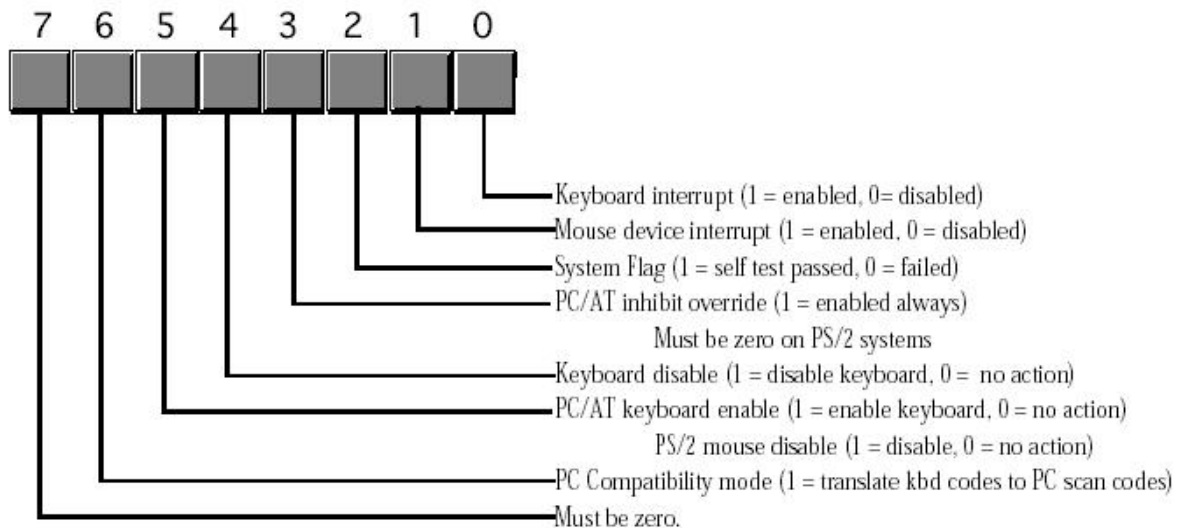 7 6 5 4 3 2 1 0
Keyboard interrupt (1 = enabled, 0= disabled)
Mouse device interrupt (1 = enabled, 0 = disabled)
System Flag (1 = self test passed, 0 = failed)
PC/AT inhibit override (1 = enabled always)
Must be zero on PS/2 systems
Keyboard disable (1 = disable keyboard, 0 = no action)
PC/AT keyboard enable (1 = enable keyboard, 0 = no action)
PS/2 mouse disable (1 = disable, 0 = no action)
PC Compatibility mode (1 = translate kbd codes to PC scan codes)
Must be zero.